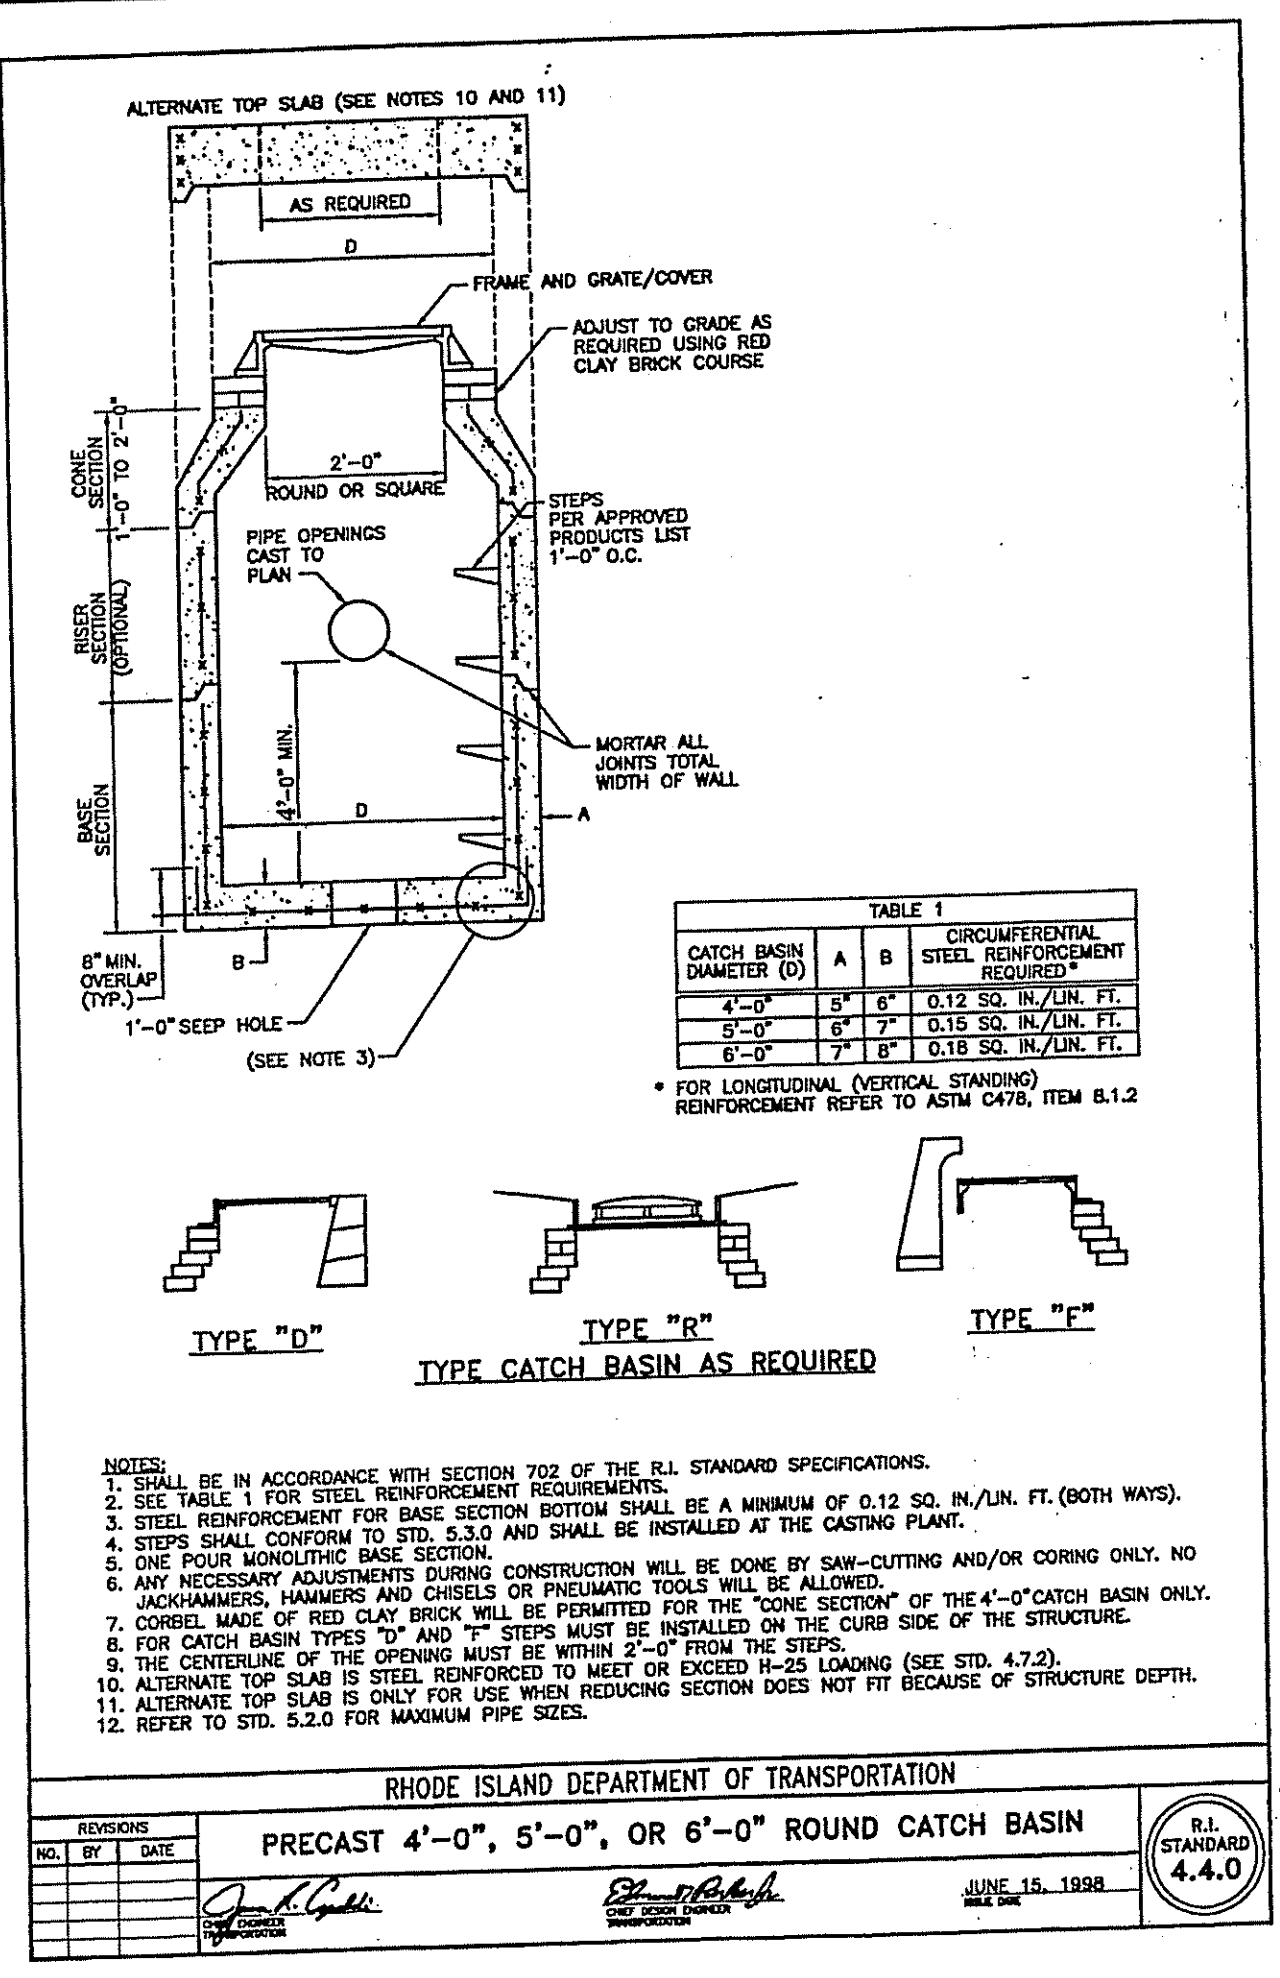 ALTERNATE TOP SLAB (SEE NOTES 10 AND 11)
AS REQUIRED
D
FRAME AND GRATE/COVER
ADJUST TO GRADE AS
REQUIRED USING RED
CLAY BRICK COURSE
CONE
SECTION
1'-0" TO 2'-0"
2'-0"
ROUND OR SQUARE
STEPS
PER APPROVED
PRODUCTS LIST
1'-0" O.C.
PIPE OPENINGS
CAST TO
PLAN
RISER
SECTION
(OPTIONAL)
4'-0" MIN.
MORTAR ALL
JOINTS TOTAL
WIDTH OF WALL
BASE
SECTION
D
A
8" MIN.
OVERLAP
(TYP.)
B
1'-0" SEEP HOLE
(SEE NOTE 3)
TABLE 1
CATCH BASIN
DIAMETER (D)
A
B
CIRCUMFERENTIAL
STEEL REINFORCEMENT
REQUIRED*
4'-0" 5" 6" 0.12 SQ. IN./LIN. FT.
5'-0" 6" 7" 0.15 SQ. IN./LIN. FT.
6'-0" 7" 8" 0.18 SQ. IN./LIN. FT.
* FOR LONGITUDINAL (VERTICAL STANDING)
REINFORCEMENT REFER TO ASTM C478, ITEM 8.1.2
TYPE "D"
TYPE "R"
TYPE "F"
TYPE CATCH BASIN AS REQUIRED
NOTES:
1. SHALL BE IN ACCORDANCE WITH SECTION 702 OF THE R.I. STANDARD SPECIFICATIONS.
2. SEE TABLE 1 FOR STEEL REINFORCEMENT REQUIREMENTS.
3. STEEL REINFORCEMENT FOR BASE SECTION BOTTOM SHALL BE A MINIMUM OF 0.12 SQ. IN./LIN. FT. (BOTH WAYS).
4. STEPS SHALL CONFORM TO STD. 5.3.0 AND SHALL BE INSTALLED AT THE CASTING PLANT.
5. ONE POUR MONOLITHIC BASE SECTION.
6. ANY NECESSARY ADJUSTMENTS DURING CONSTRUCTION WILL BE DONE BY SAW-CUTTING AND/OR CORING ONLY. NO
JACKHAMMERS, HAMMERS AND CHISELS OR PNEUMATIC TOOLS WILL BE ALLOWED.
7. CORBEL MADE OF RED CLAY BRICK WILL BE PERMITTED FOR THE "CONE SECTION" OF THE 4'-0" CATCH BASIN ONLY.
8. FOR CATCH BASIN TYPES "D" AND "F" STEPS MUST BE INSTALLED ON THE CURB SIDE OF THE STRUCTURE.
9. THE CENTERLINE OF THE OPENING MUST BE WITHIN 2'-0" FROM THE STEPS.
10. ALTERNATE TOP SLAB IS STEEL REINFORCED TO MEET OR EXCEED H-25 LOADING (SEE STD. 4.7.2).
11. ALTERNATE TOP SLAB IS ONLY FOR USE WHEN REDUCING SECTION DOES NOT FIT BECAUSE OF STRUCTURE DEPTH.
12. REFER TO STD. 5.2.0 FOR MAXIMUM PIPE SIZES.
RHODE ISLAND DEPARTMENT OF TRANSPORTATION
REVISIONS
NO. BY DATE
PRECAST 4'-0", 5'-0", OR 6'-0" ROUND CATCH BASIN
CHIEF ENGINEER
TRANSPORTATION
CHIEF DESIGN ENGINEER
TRANSPORTATION
JUNE 15, 1998
ISSUE DATE
R.I.
STANDARD
4.4.0